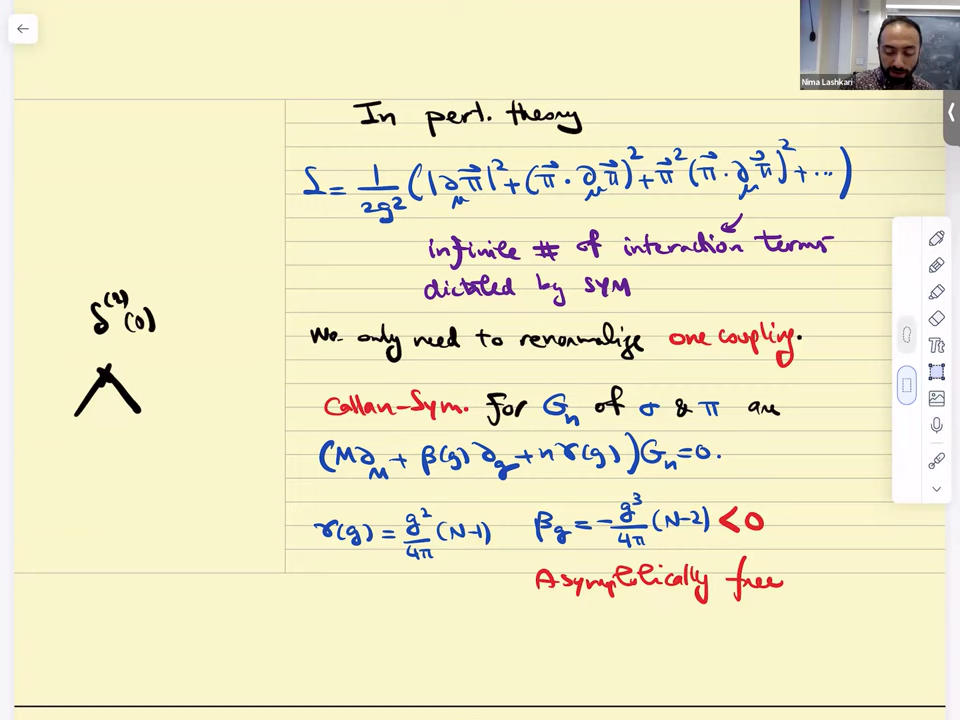 Nima Lashkari
In pert. theory
L = 1/2g² (|∂_μ π⃗|² + (π⃗ · ∂_μ π⃗)² + π⃗² (π⃗ · ∂_μ π⃗)² + ...)
infinite # of interaction terms
dictated by SYM
δ⁽²⁾(0)
We only need to renormalize one coupling.
Callan-Sym. for G_n of σ & π are
(M∂_M + β(g) ∂_g + n γ(g)) G_n = 0.
γ(g) = g²/4π (N-1) β_g = - g³/4π (N-2) < 0
Asymptotically free
Tt